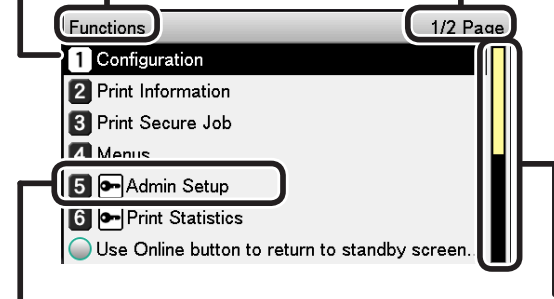 Functions 1/2 Page
1 Configuration
2 Print Information
3 Print Secure Job
4 Menus
5 Admin Setup
6 Print Statistics
Use Online button to return to standby screen.